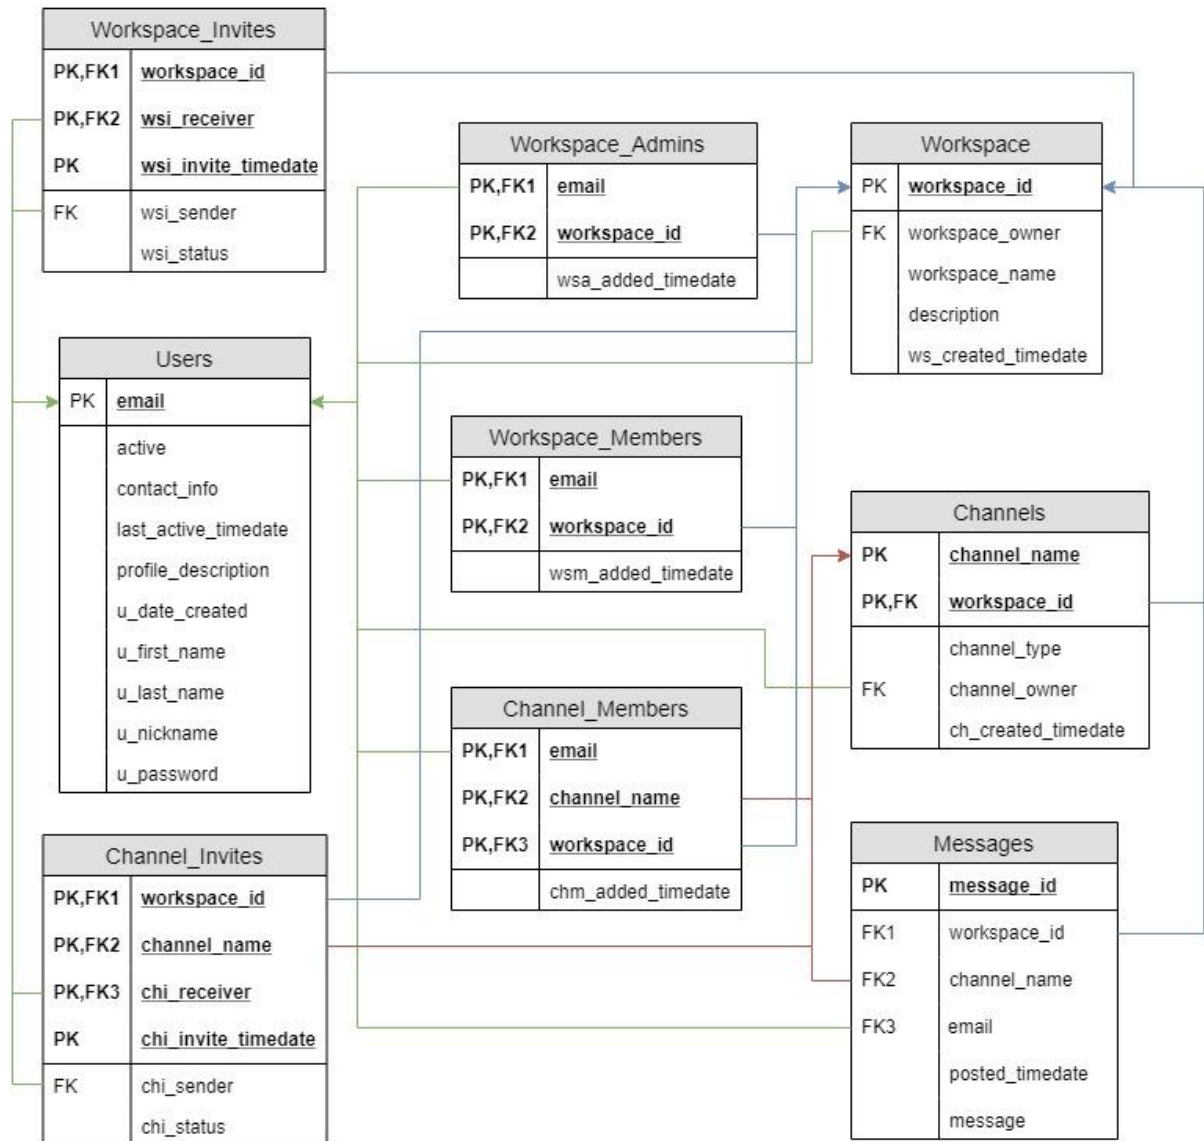 Workspace_Invites
PK,FK1 workspace_id
PK,FK2 wsi_receiver
PK wsi_invite_timedate
FK wsi_sender
wsi_status
Workspace_Admins
PK,FK1 email
PK,FK2 workspace_id
wsa_added_timedate
Workspace
PK workspace_id
FK workspace_owner
workspace_name
description
ws_created_timedate
Users
PK email
active
contact_info
last_active_timedate
profile_description
u_date_created
u_first_name
u_last_name
u_nickname
u_password
Workspace_Members
PK,FK1 email
PK,FK2 workspace_id
wsm_added_timedate
Channels
PK channel_name
PK,FK workspace_id
channel_type
FK channel_owner
ch_created_timedate
Channel_Members
PK,FK1 email
PK,FK2 channel_name
PK,FK3 workspace_id
chm_added_timedate
Channel_Invites
PK,FK1 workspace_id
PK,FK2 channel_name
PK,FK3 chi_receiver
PK chi_invite_timedate
FK chi_sender
chi_status
Messages
PK message_id
FK1 workspace_id
FK2 channel_name
FK3 email
posted_timedate
message